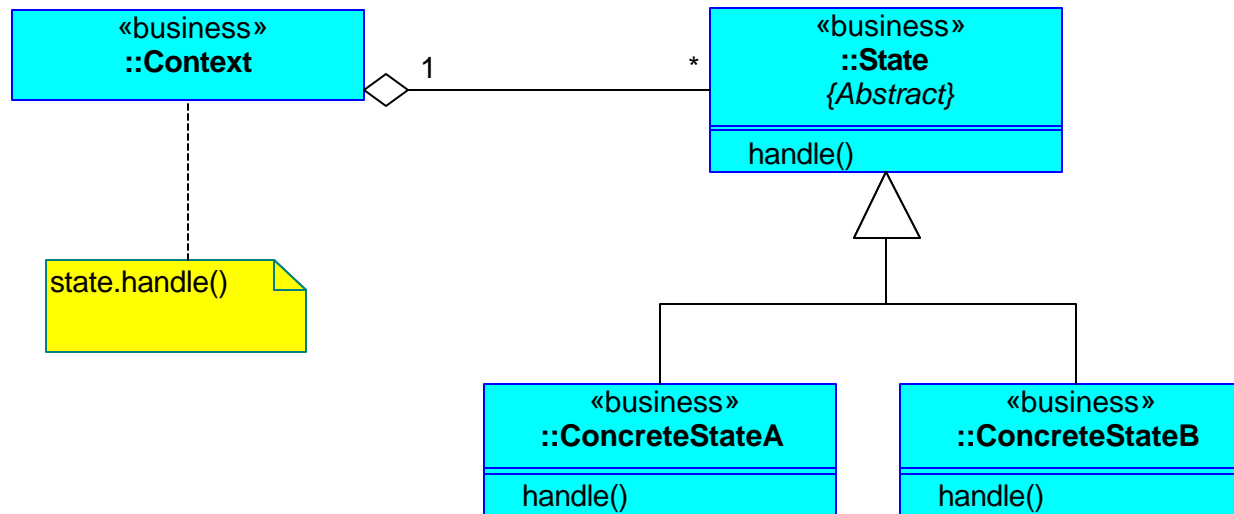 «business»
::Context
1
*
«business»
::State
{Abstract}
handle()
state.handle()
«business»
::ConcreteStateA
handle()
«business»
::ConcreteStateB
handle()